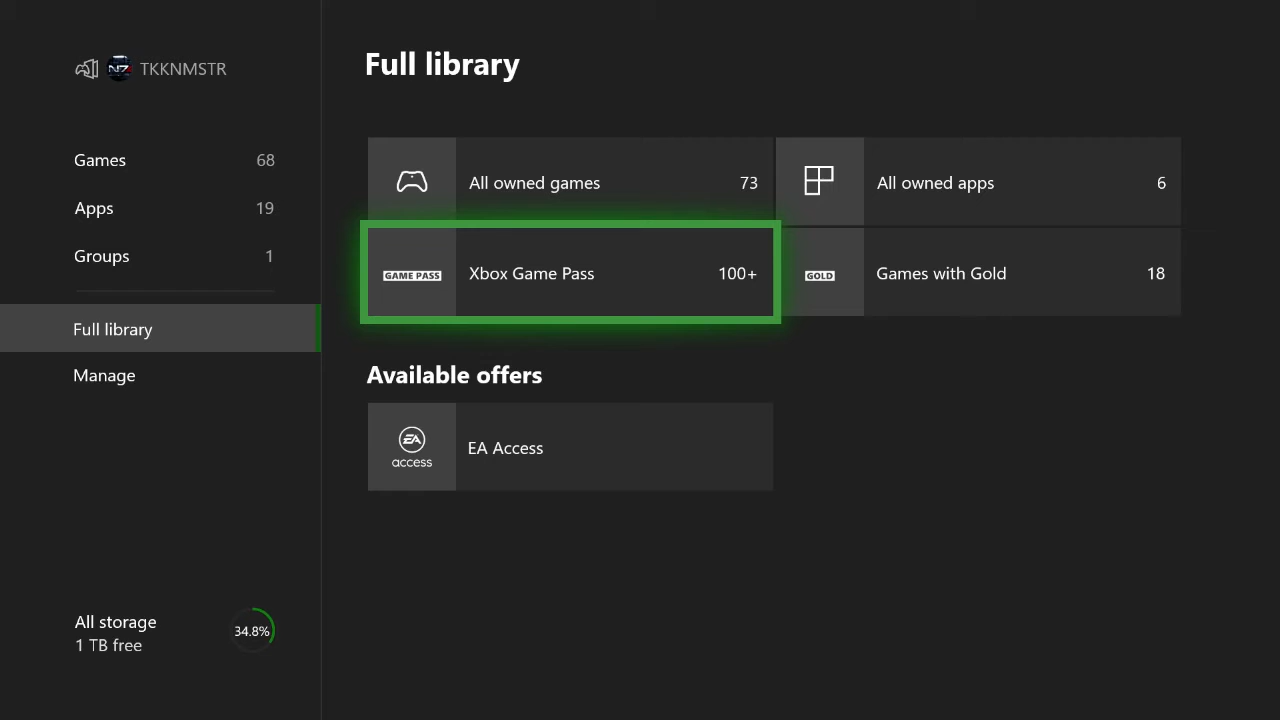 N7 TKKNMSTR
Games 68
Apps 19
Groups 1
Full library
Manage
All storage
1 TB free
34.8%
Full library
All owned games 73
All owned apps 6
GAME PASS Xbox Game Pass 100+
GOLD Games with Gold 18
Available offers
EA access EA Access